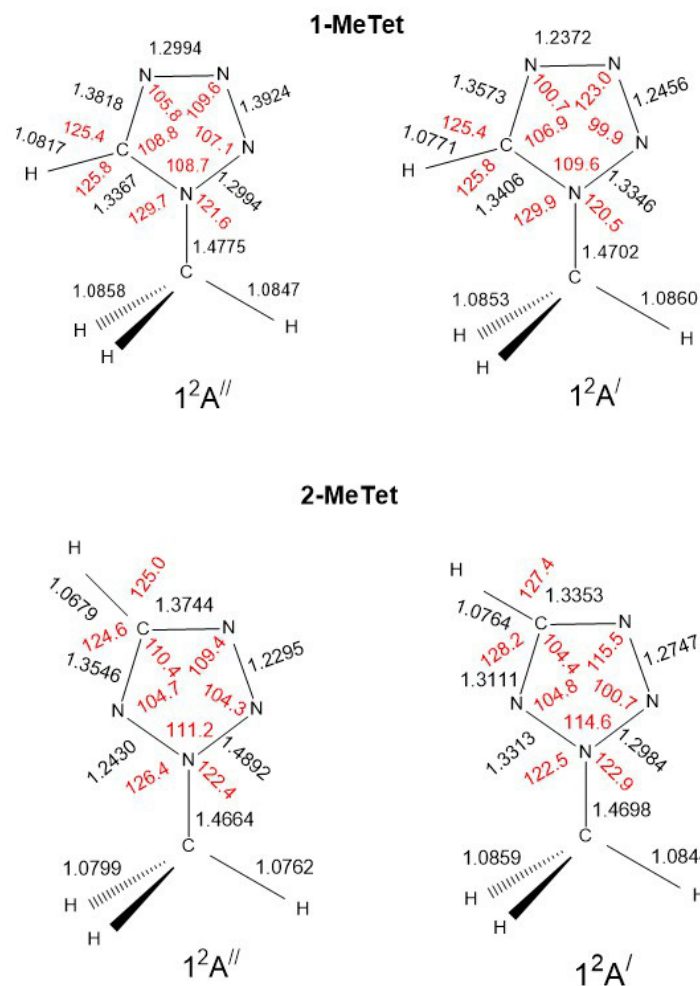 1-MeTet
1.2994
1.2372
N N
N N
1.3818 105.8 109.6 1.3924
1.3573 100.7 123.0 1.2456
1.0817 125.4 108.8 107.1 N
1.0771 125.4 106.9 99.9 N
H C 108.7
H C 109.6
125.8 1.3367 N 1.2994
125.8 1.3406 N 1.3346
129.7 121.6
129.9 120.5
1.4775
1.4702
1.0858 C 1.0847
1.0853 C 1.0860
H H H
H H H
1²A//
1²A/
2-MeTet
H 125.0
H 127.4
1.0679 1.3744
1.0764 1.3353
124.6 C N
128.2 C N
1.3546 110.4 109.4 1.2295
1.3111 104.4 115.5 1.2747
N 104.7 104.3 N
N 104.8 100.7 N
111.2
114.6
1.2430 N 1.4892
1.3313 N 1.2984
126.4 122.4
122.5 122.9
1.4664
1.4698
1.0799 C 1.0762
1.0859 C 1.084
H H H
H H H
1²A//
1²A/